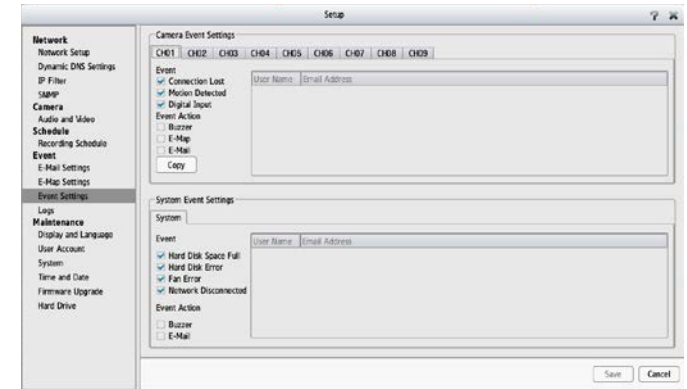 Setup
? ×
Network
Network Setup
Dynamic DNS Settings
IP Filter
SNMP
Camera
Audio and Video
Schedule
Recording Schedule
Event
E-Mail Settings
E-Map Settings
Event Settings
Logs
Maintenance
Display and Language
User Account
System
Time and Date
Firmware Upgrade
Hard Drive
Camera Event Settings
CH01 CH02 CH03 CH04 CH05 CH06 CH07 CH08 CH09
Event
Connection Lost
Motion Detected
Digital Input
Event Action
Buzzer
E-Map
E-Mail
Copy
User Name Email Address
System Event Settings
System
Event
Hard Disk Space Full
Hard Disk Error
Fan Error
Network Disconnected
Event Action
Buzzer
E-Mail
User Name Email Address
Save Cancel